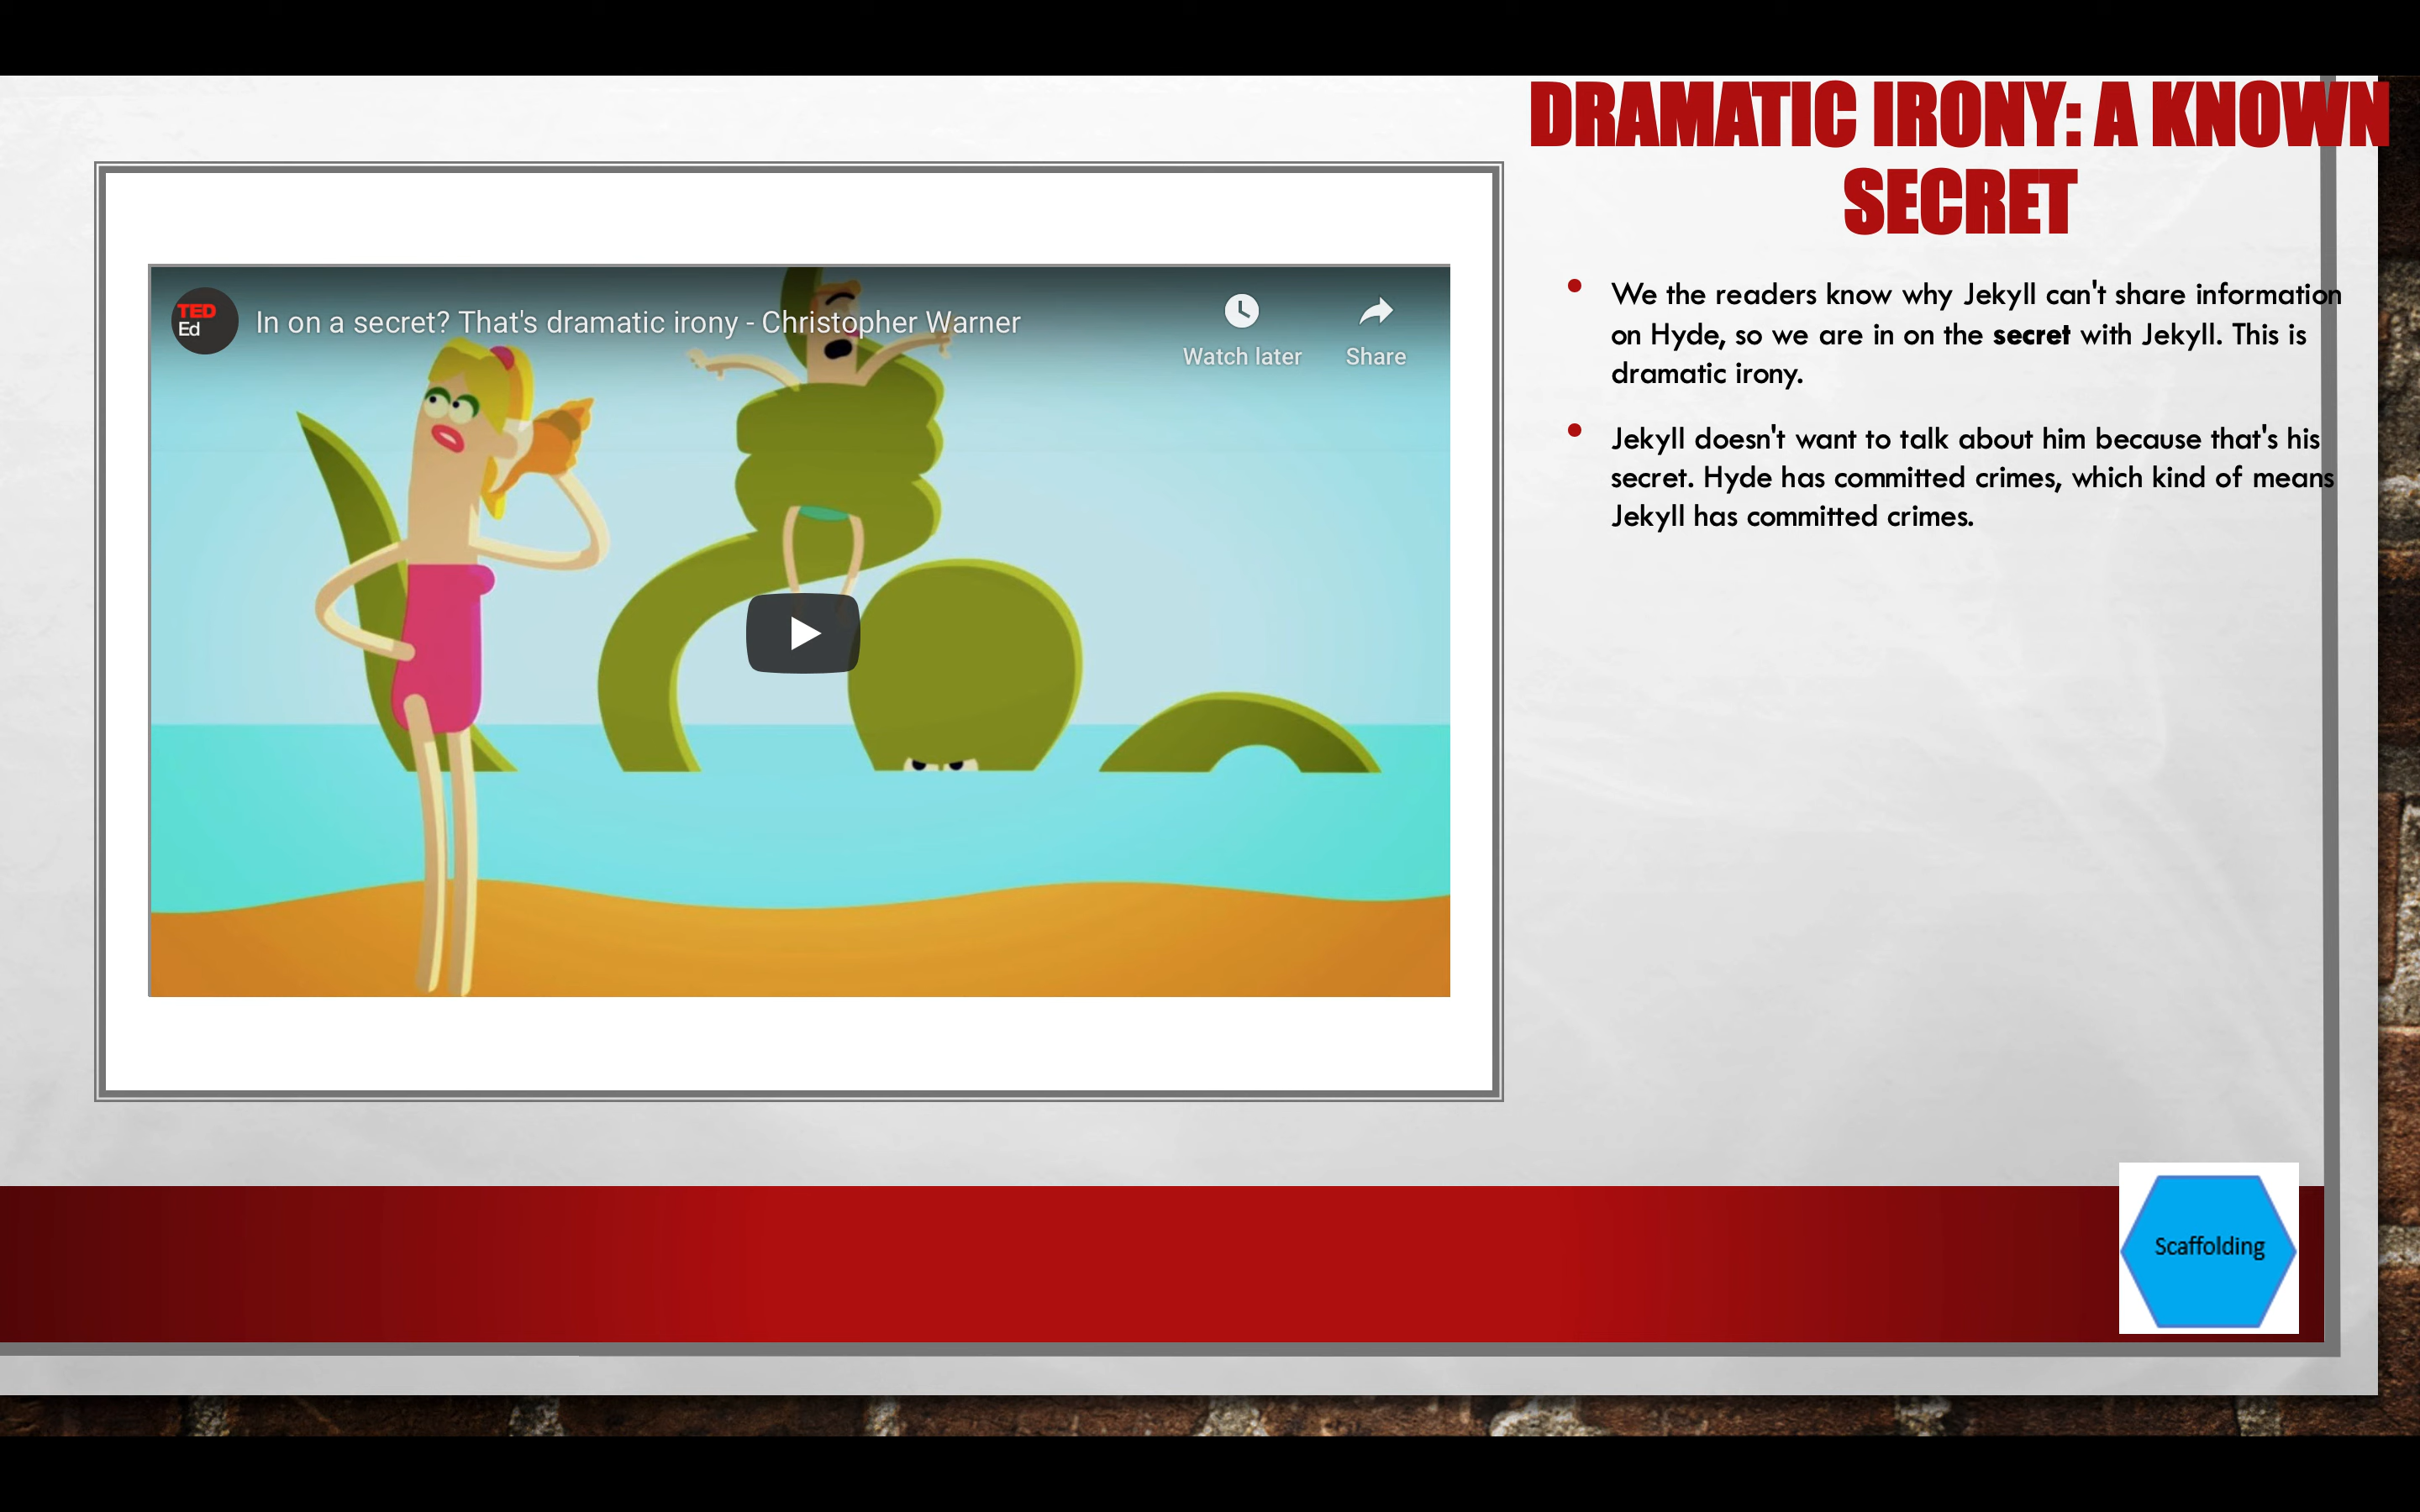 DRAMATIC IRONY: A KNOWN
SECRET
TED
Ed
In on a secret? That's dramatic irony - Christopher Warner
Watch later
Share
We the readers know why Jekyll can't share information
on Hyde, so we are in on the secret with Jekyll. This is
dramatic irony.
Jekyll doesn't want to talk about him because that's his
secret. Hyde has committed crimes, which kind of means
Jekyll has committed crimes.
Scaffolding